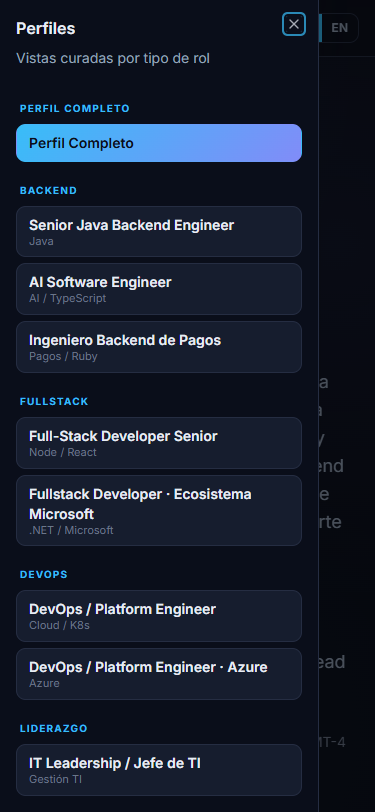 Perfiles
EN
Vistas curadas por tipo de rol
PERFIL COMPLETO
Perfil Completo
BACKEND
Senior Java Backend Engineer
Java
AI Software Engineer
AI / TypeScript
Ingeniero Backend de Pagos
Pagos / Ruby
FULLSTACK
Full-Stack Developer Senior
Node / React
Fullstack Developer · Ecosistema
Microsoft
.NET / Microsoft
DEVOPS
DevOps / Platform Engineer
Cloud / K8s
DevOps / Platform Engineer · Azure
Azure
LIDERAZGO
IT Leadership / Jefe de TI
Gestión TI